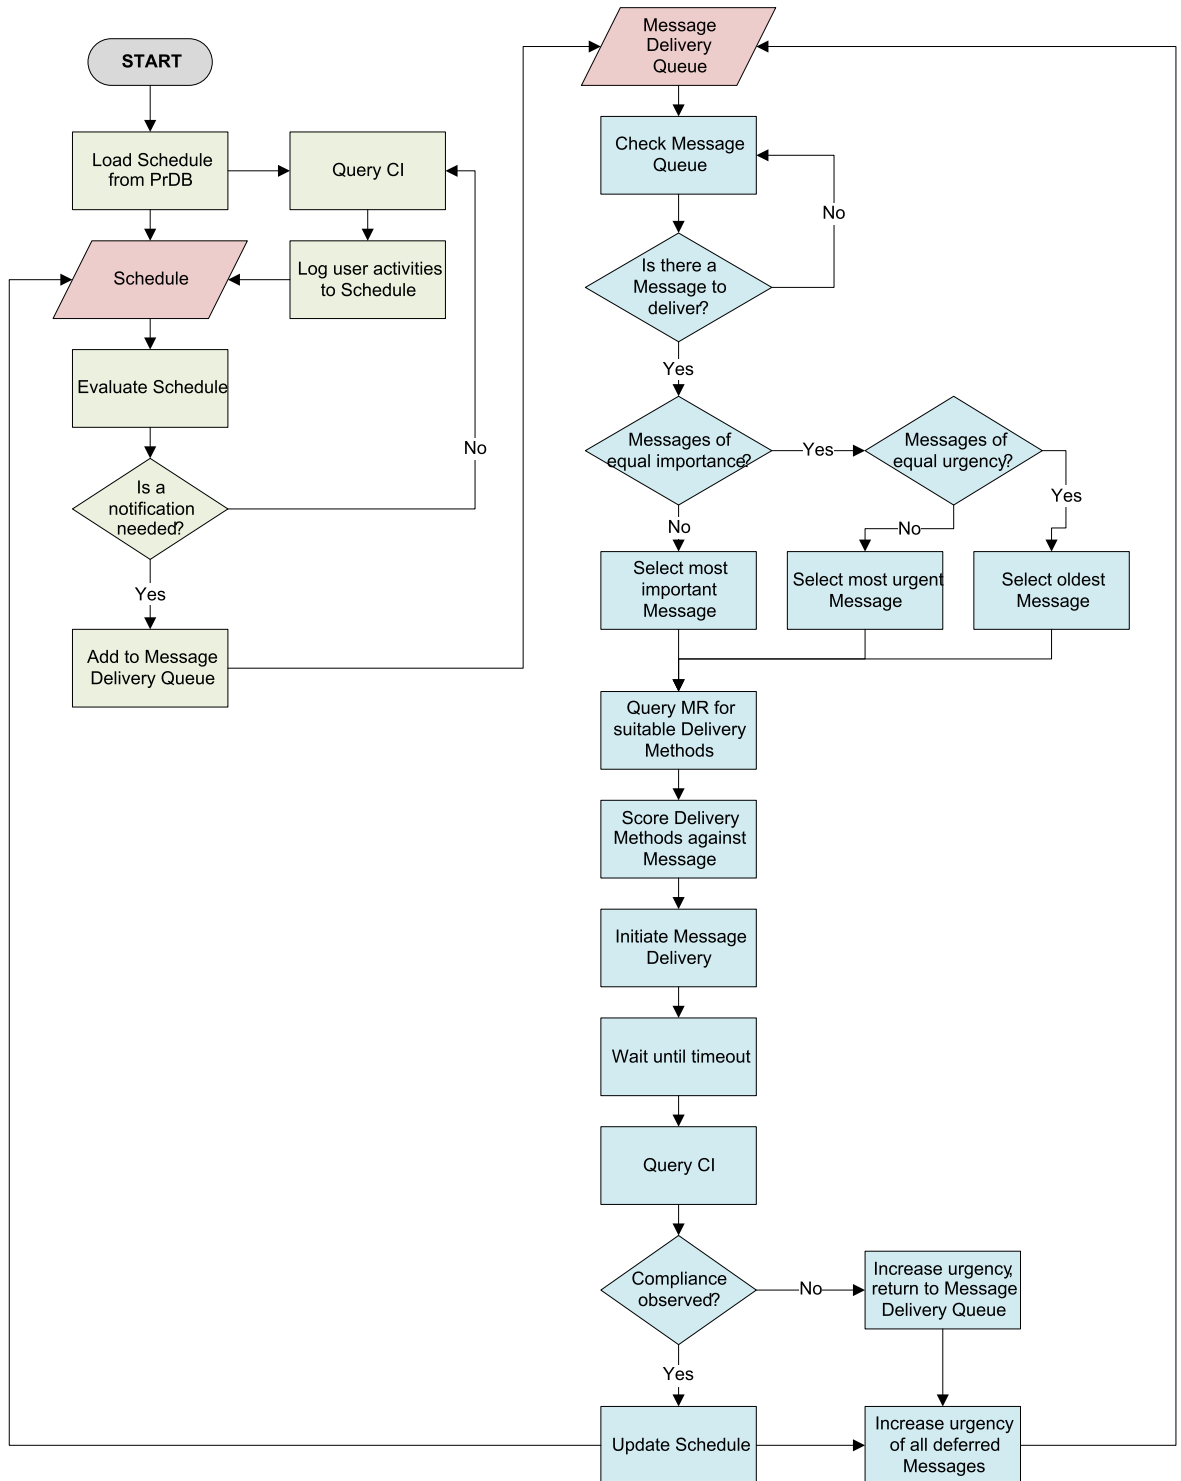 START
Load Schedule
from PrDB
Query CI
Schedule
Log user activities
to Schedule
Evaluate Schedule
No
Is a
notification
needed?
Yes
Add to Message
Delivery Queue
Message
Delivery
Queue
Check Message
Queue
No
Is there a
Message to
deliver?
Yes
Messages of
equal importance?
Yes
Messages of
equal urgency?
Yes
No
No
Select most
important
Message
Select most urgent
Message
Select oldest
Message
Query MR for
suitable Delivery
Methods
Score Delivery
Methods against
Message
Initiate Message
Delivery
Wait until timeout
Query CI
Compliance
observed?
No
Increase urgency,
return to Message
Delivery Queue
Yes
Update Schedule
Increase urgency
of all deferred
Messages